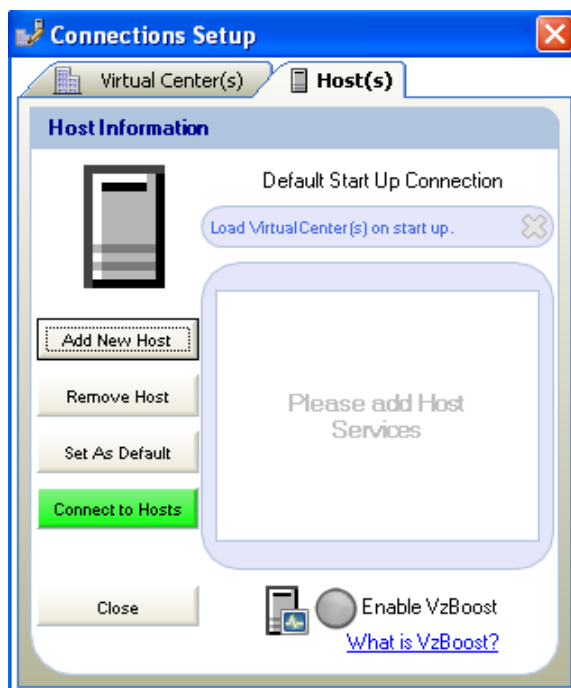 Connections Setup
Virtual Center(s)
Host(s)
Host Information
Default Start Up Connection
Load VirtualCenter(s) on start up.
Add New Host
Remove Host
Set As Default
Connect to Hosts
Please add Host
Services
Close
Enable VzBoost
What is VzBoost?